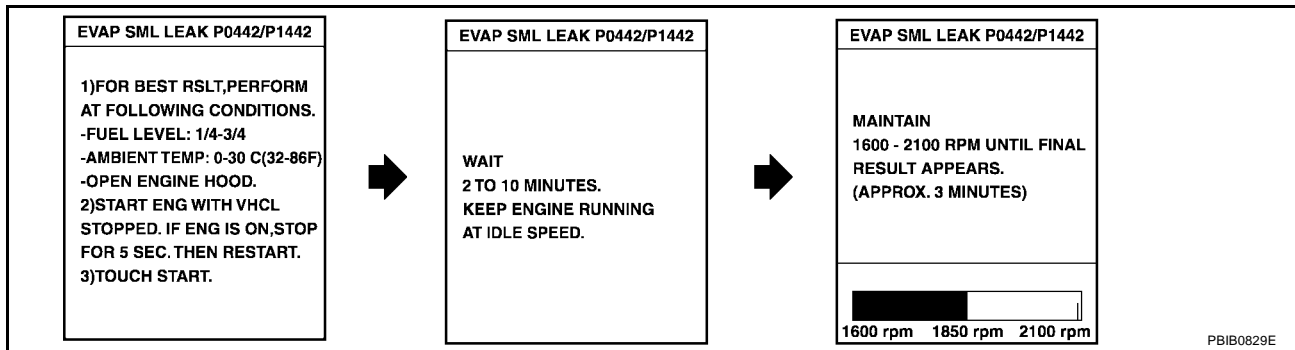 EVAP SML LEAK P0442/P1442
1)FOR BEST RSLT,PERFORM
AT FOLLOWING CONDITIONS.
-FUEL LEVEL: 1/4-3/4
-AMBIENT TEMP: 0-30 C(32-86F)
-OPEN ENGINE HOOD.
2)START ENG WITH VHCL
STOPPED. IF ENG IS ON,STOP
FOR 5 SEC. THEN RESTART.
3)TOUCH START.
EVAP SML LEAK P0442/P1442
WAIT
2 TO 10 MINUTES.
KEEP ENGINE RUNNING
AT IDLE SPEED.
EVAP SML LEAK P0442/P1442
MAINTAIN
1600 - 2100 RPM UNTIL FINAL
RESULT APPEARS.
(APPROX. 3 MINUTES)
1600 rpm 1850 rpm 2100 rpm
PBIB0829E